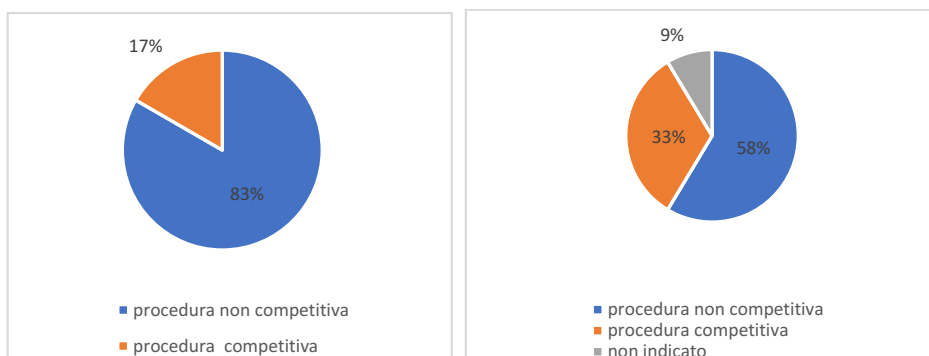 17%
83%
procedura non competitiva
procedura  competitiva
9%
33%
58%
procedura non competitiva
procedura competitiva
non indicato